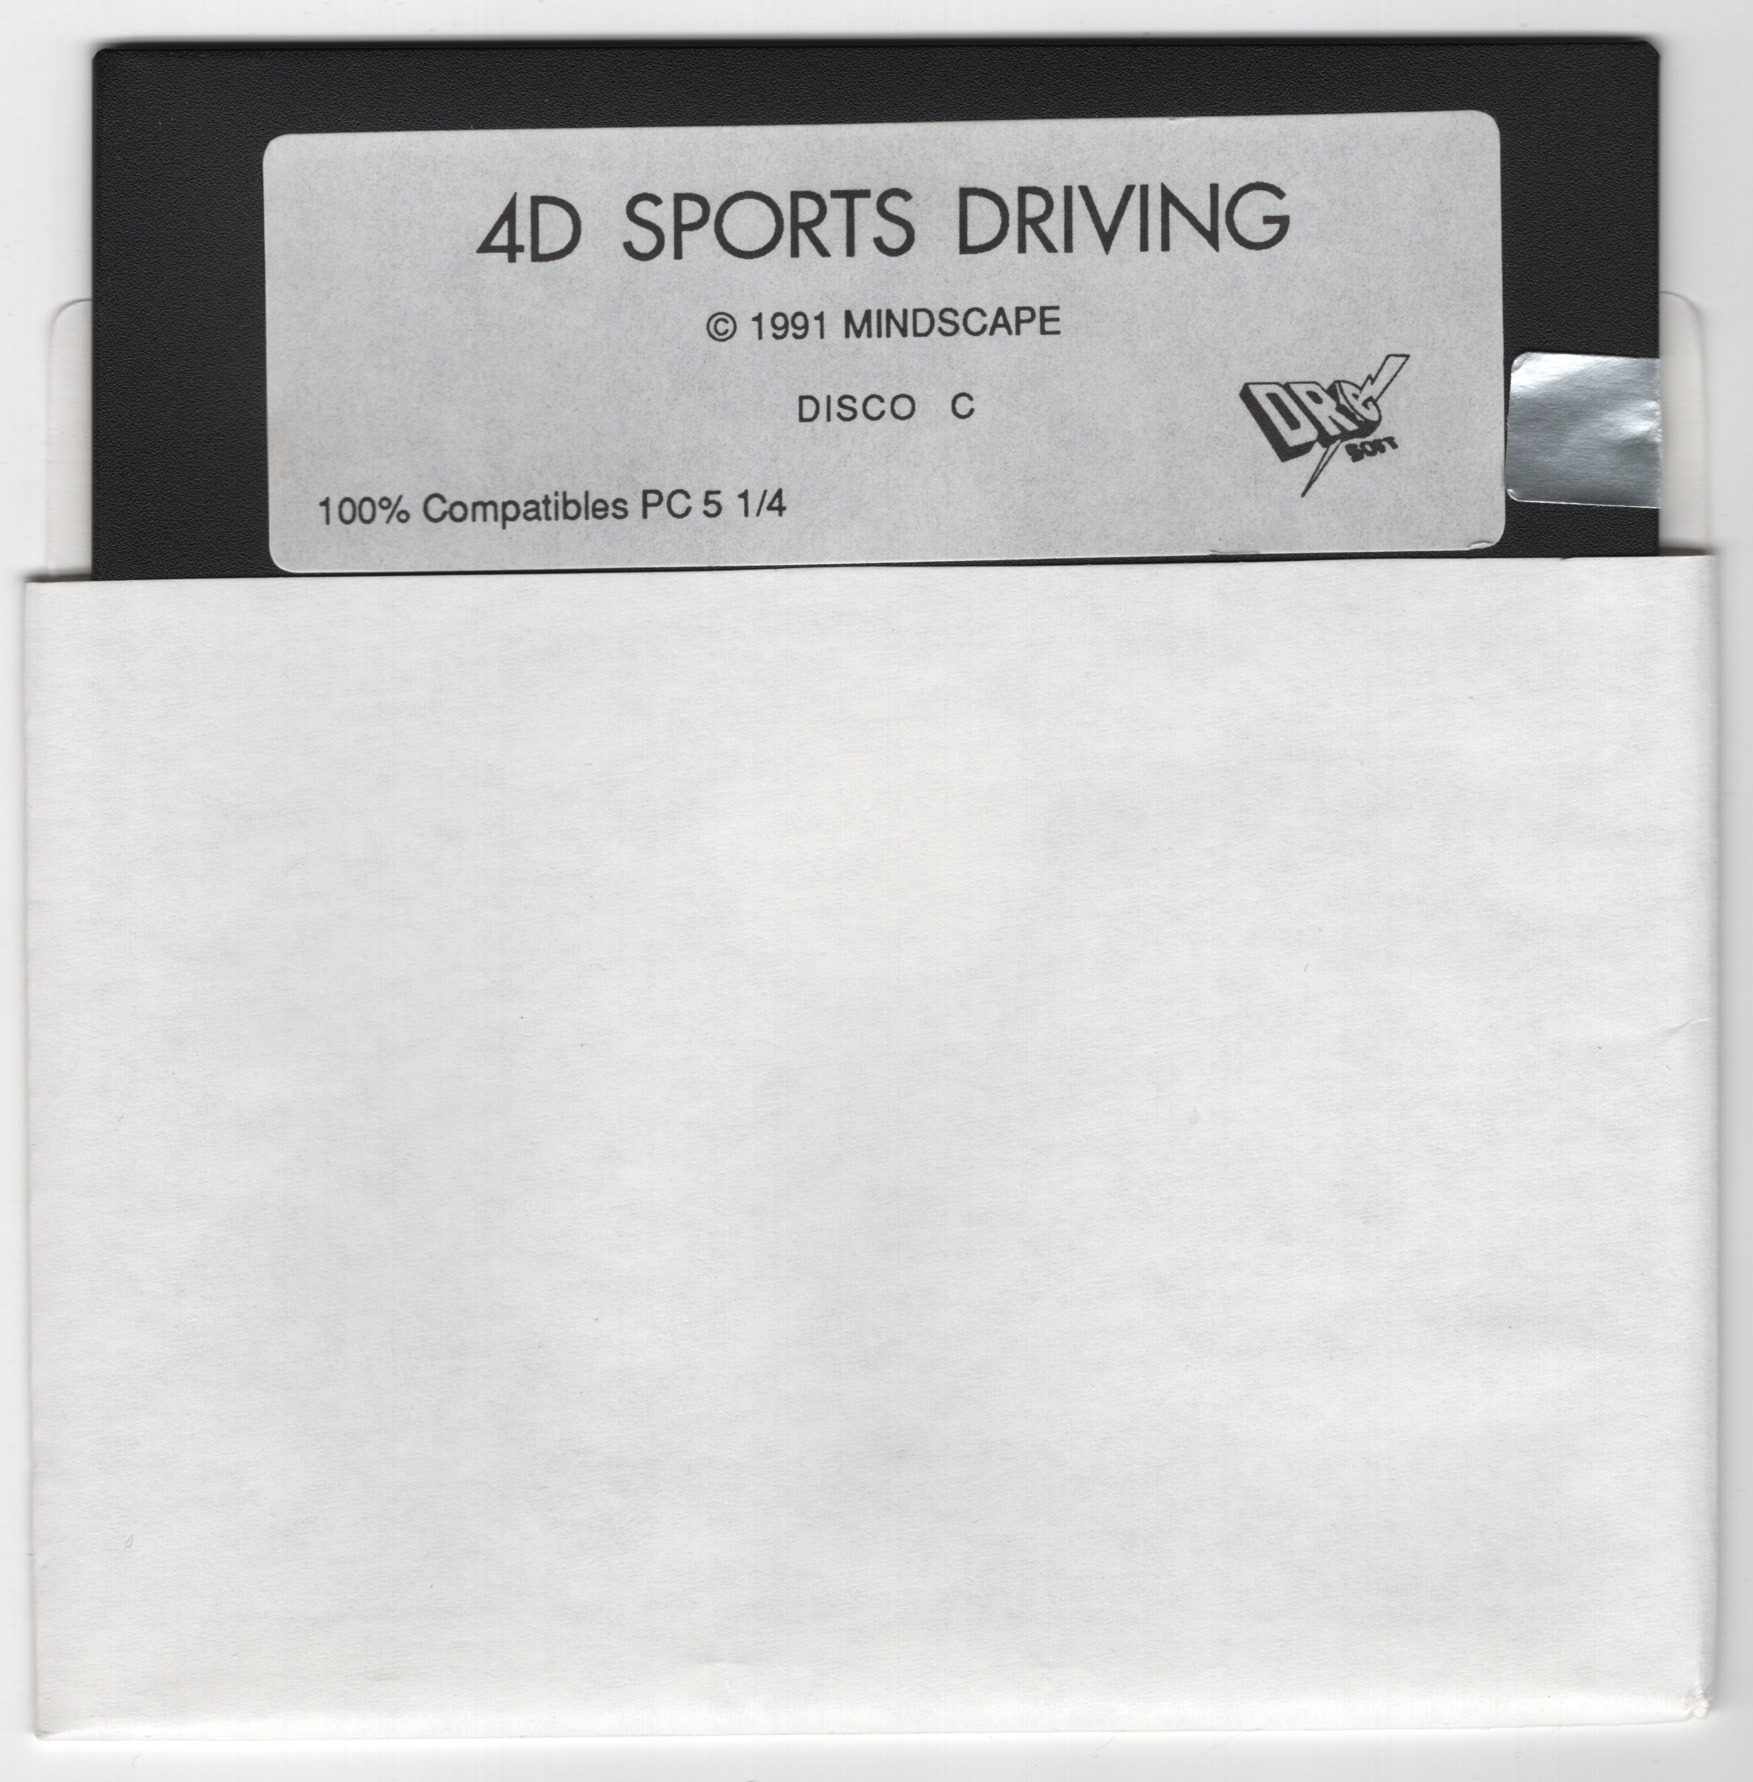 4D SPORTS DRIVING
© 1991 MINDSCAPE
DISCO C
DRO
SOFT
100% Compatibles PC 5 1/4